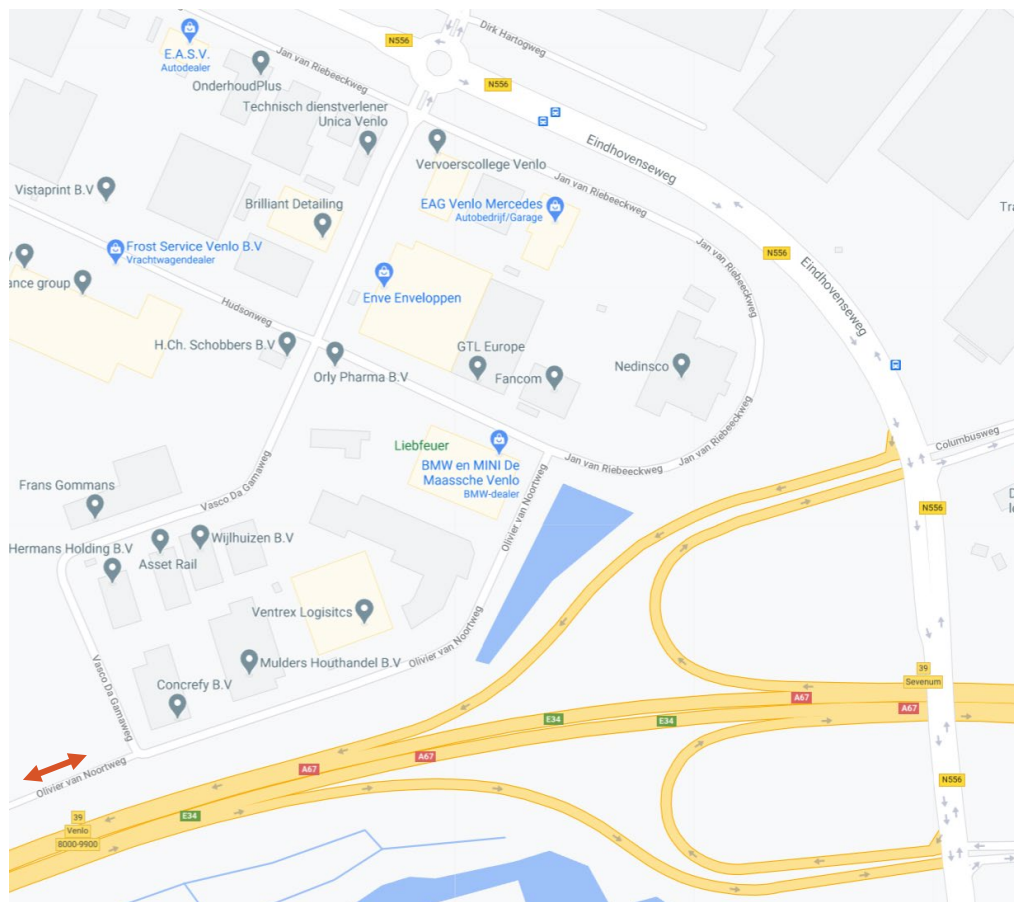 Dirk Hartogweg
N556
E.A.S.V.
Autodealer
Jan van Riebeeckweg
OnderhoudPlus
N556
Technisch dienstverlener
Unica Venlo
Eindhovenseweg
Vervoerscollege Venlo
Jan van Riebeeckweg
Vistaprint B.V
EAG Venlo Mercedes
Autobedrijf/Garage
Brilliant Detailing
Frost Service Venlo B.V
Vrachtwagendealer
Jan van Riebeeckweg
N556
Eindhovenseweg
ance group
Enve Enveloppen
Hudsonweg
H.Ch. Schobbers B.V
GTL Europe
Orly Pharma B.V
Fancom
Nedinsco
Jan van Riebeeckweg
Columbusweg
Liebfeuer
BMW en MINI De
Maassche Venlo
BMW-dealer
Jan van Riebeeckweg
Frans Gommans
Vasco Da Gamaweg
Olivier van Noortweg
N556
Wijlhuizen B.V
Hermans Holding B.V
Asset Rail
Ventrex Logisitcs
Olivier van Noortweg
Mulders Houthandel B.V
Vasco Da Gamaweg
Concrefy B.V
39
Sevenum
A67
A67
E34
E34
A67
A67
Olivier van Noortweg
N556
39
Venlo
8000-9900
E34